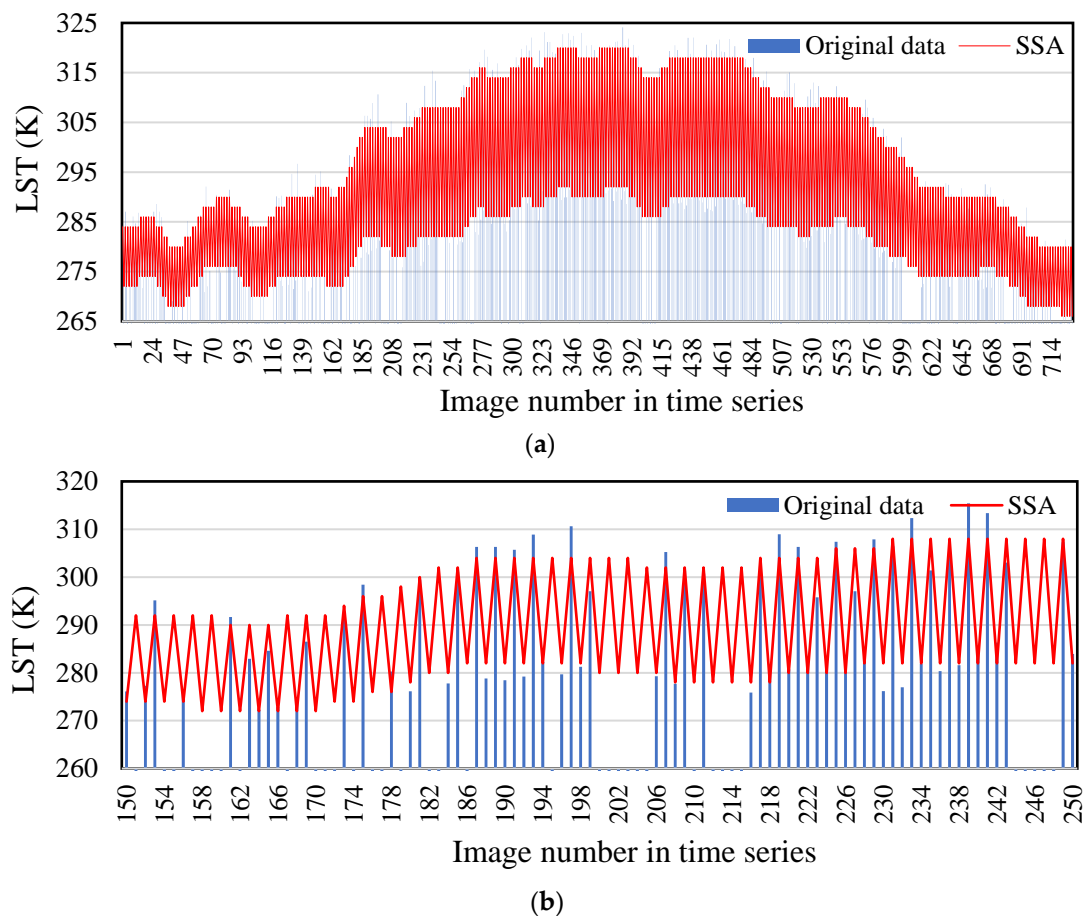 325
315
305
295
285
275
265
LST (K)
Original data SSA
1 24 47 70 93 116 139 162 185 208 231 254 277 300 323 346 369 392 415 438 461 484 507 530 553 576 599 622 645 668 691 714
Image number in time series
(a)
320
310
300
290
280
270
260
LST (K)
Original data SSA
150 154 158 162 166 170 174 178 182 186 190 194 198 202 206 210 214 218 222 226 230 234 238 242 246 250
Image number in time series
(b)